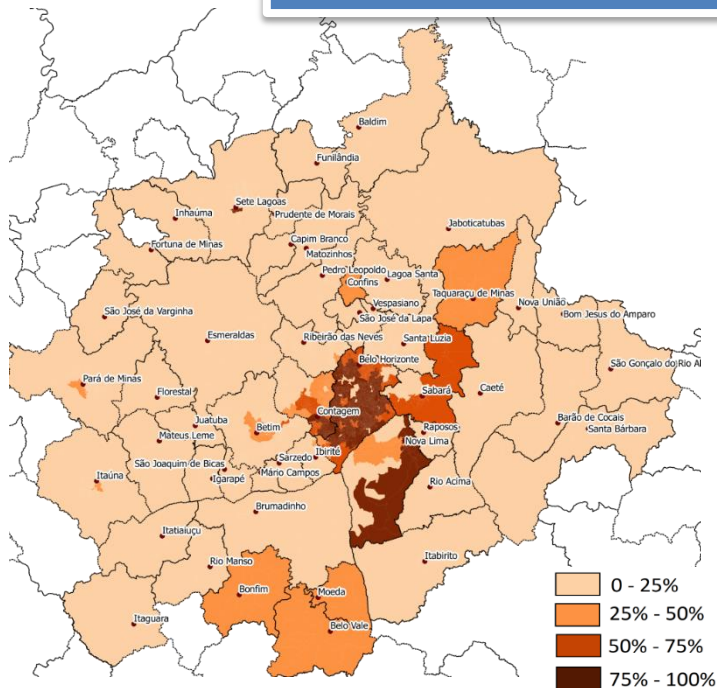 Baldim
Funilândia
Sete Lagoas
Inhaúma
Prudente de Morais
Jaboticatubas
Fortuna de Minas
Capim Branco
Matozinhos
Pedro Leopoldo
Lagoa Santa
Confins
Taquaraçu de Minas
Nova União
Bom Jesus do Amparo
São José da Varginha
Vespasiano
São José da Lapa
Esmeraldas
Ribeirão das Neves
Santa Luzia
Belo Horizonte
São Gonçalo do Rio A
Pará de Minas
Florestal
Sabará
Caeté
Contagem
Juatuba
Betim
Raposos
Barão de Cocais
Santa Bárbara
Mateus Leme
Nova Lima
Ibirité
Sarzedo
São Joaquim de Bicas
Mário Campos
Itaúna
Igarapé
Rio Acima
Brumadinho
Itatiaiuçu
Itabirito
Rio Manso
Bonfim
Moeda
Itaguara
Belo Vale
0 - 25%
25% - 50%
50% - 75%
75% - 100%